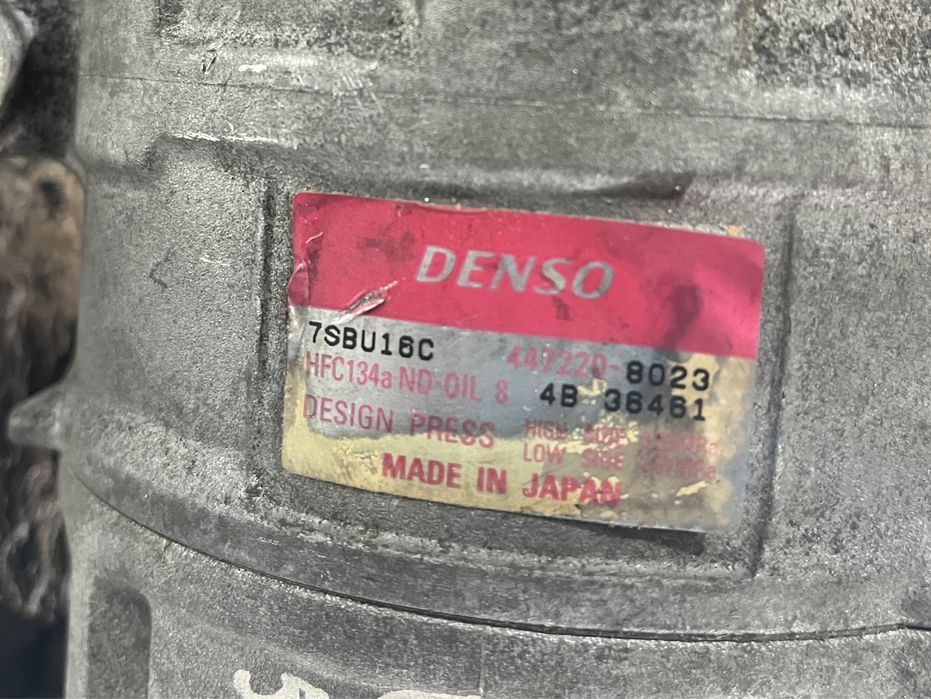 DENSO
7SBU16C 447220-8023
HFC134a ND-OIL 8 4B 36461
DESIGN PRESS HIGH SIDE
LOW SIDE
MADE IN JAPAN
5